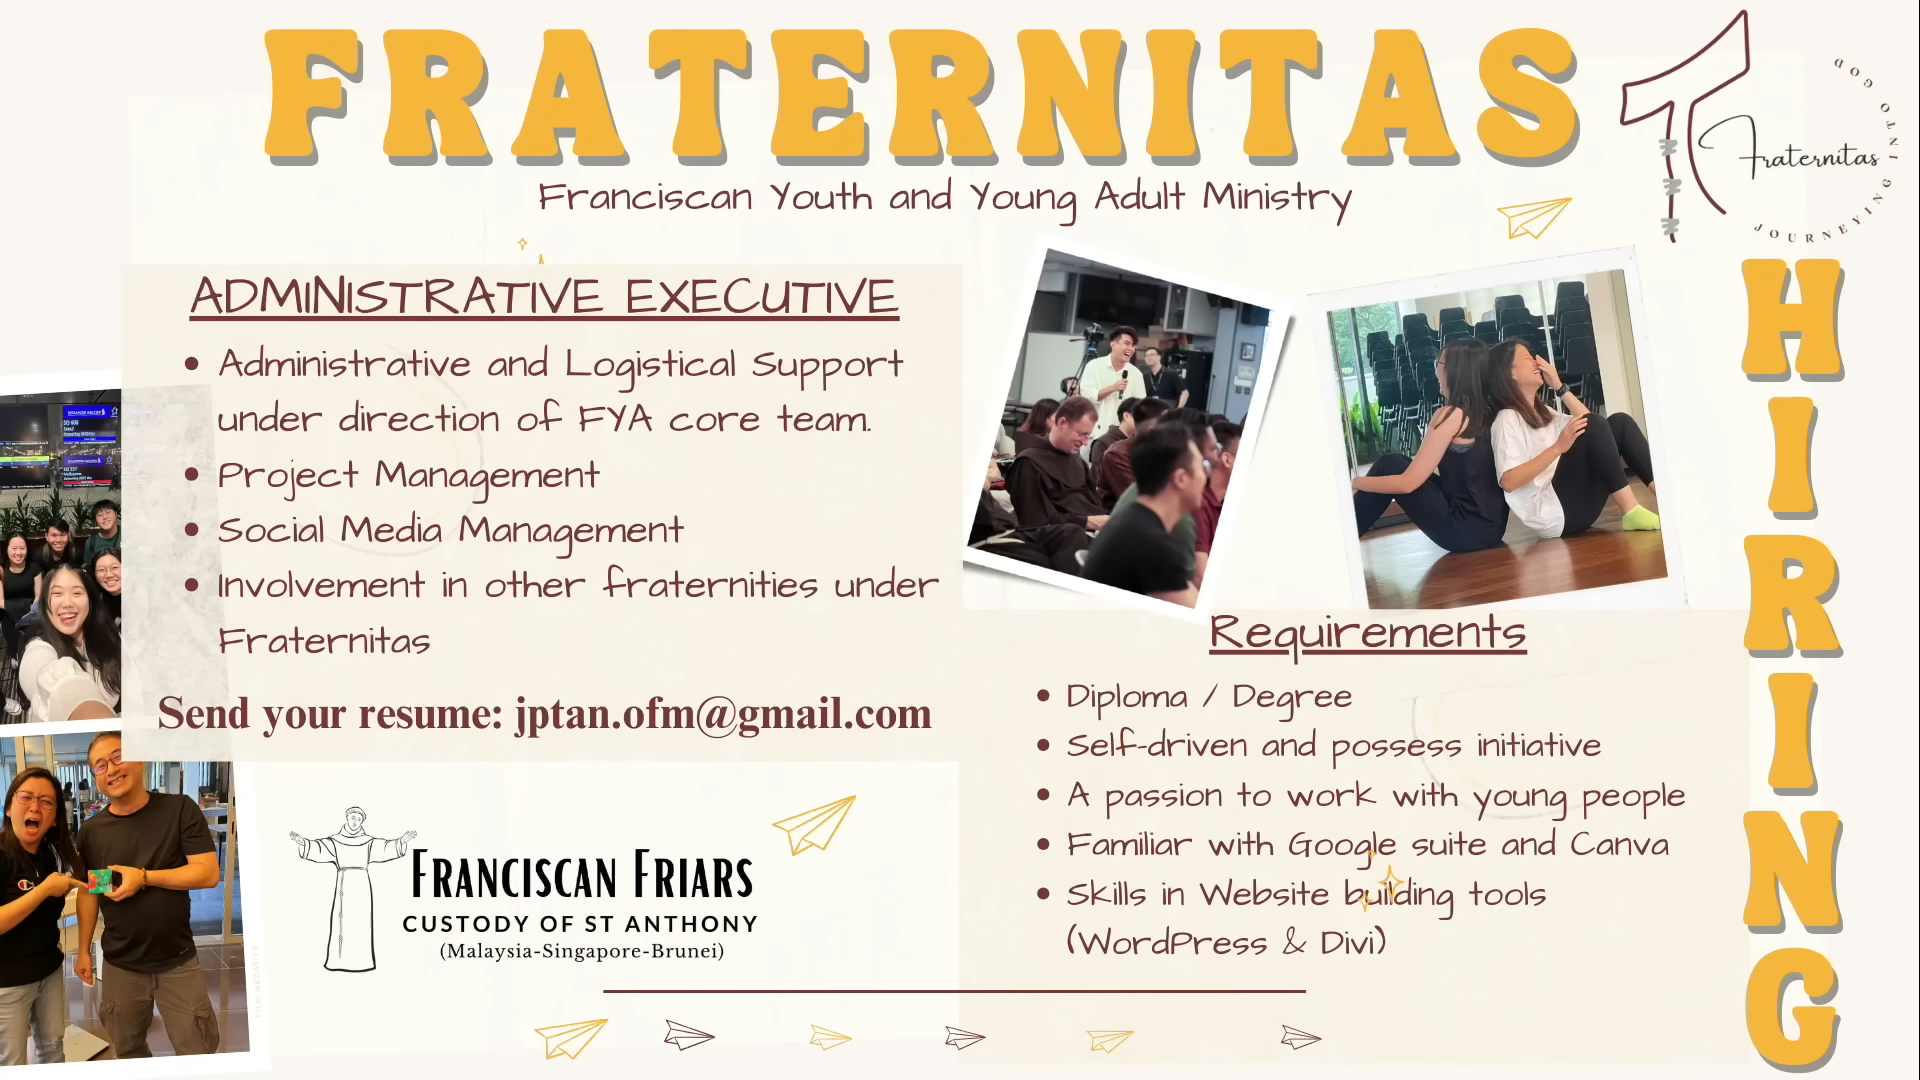 FRATERNITAS
Franciscan Youth and Young Adult Ministry
Fraternitas
JOURNEYING INTO GOD
HIRING
ADMINISTRATIVE EXECUTIVE
• Administrative and Logistical Support
under direction of FYA core team.
• Project Management
• Social Media Management
• Involvement in other fraternities under
Fraternitas
Send your resume: jptan.ofm@gmail.com
Requirements
• Diploma / Degree
• Self-driven and possess initiative
• A passion to work with young people
• Familiar with Google suite and Canva
• Skills in Website building tools
(WordPress & Divi)
FRANCISCAN FRIARS
CUSTODY OF ST ANTHONY
(Malaysia-Singapore-Brunei)
FILM NEGATIVE